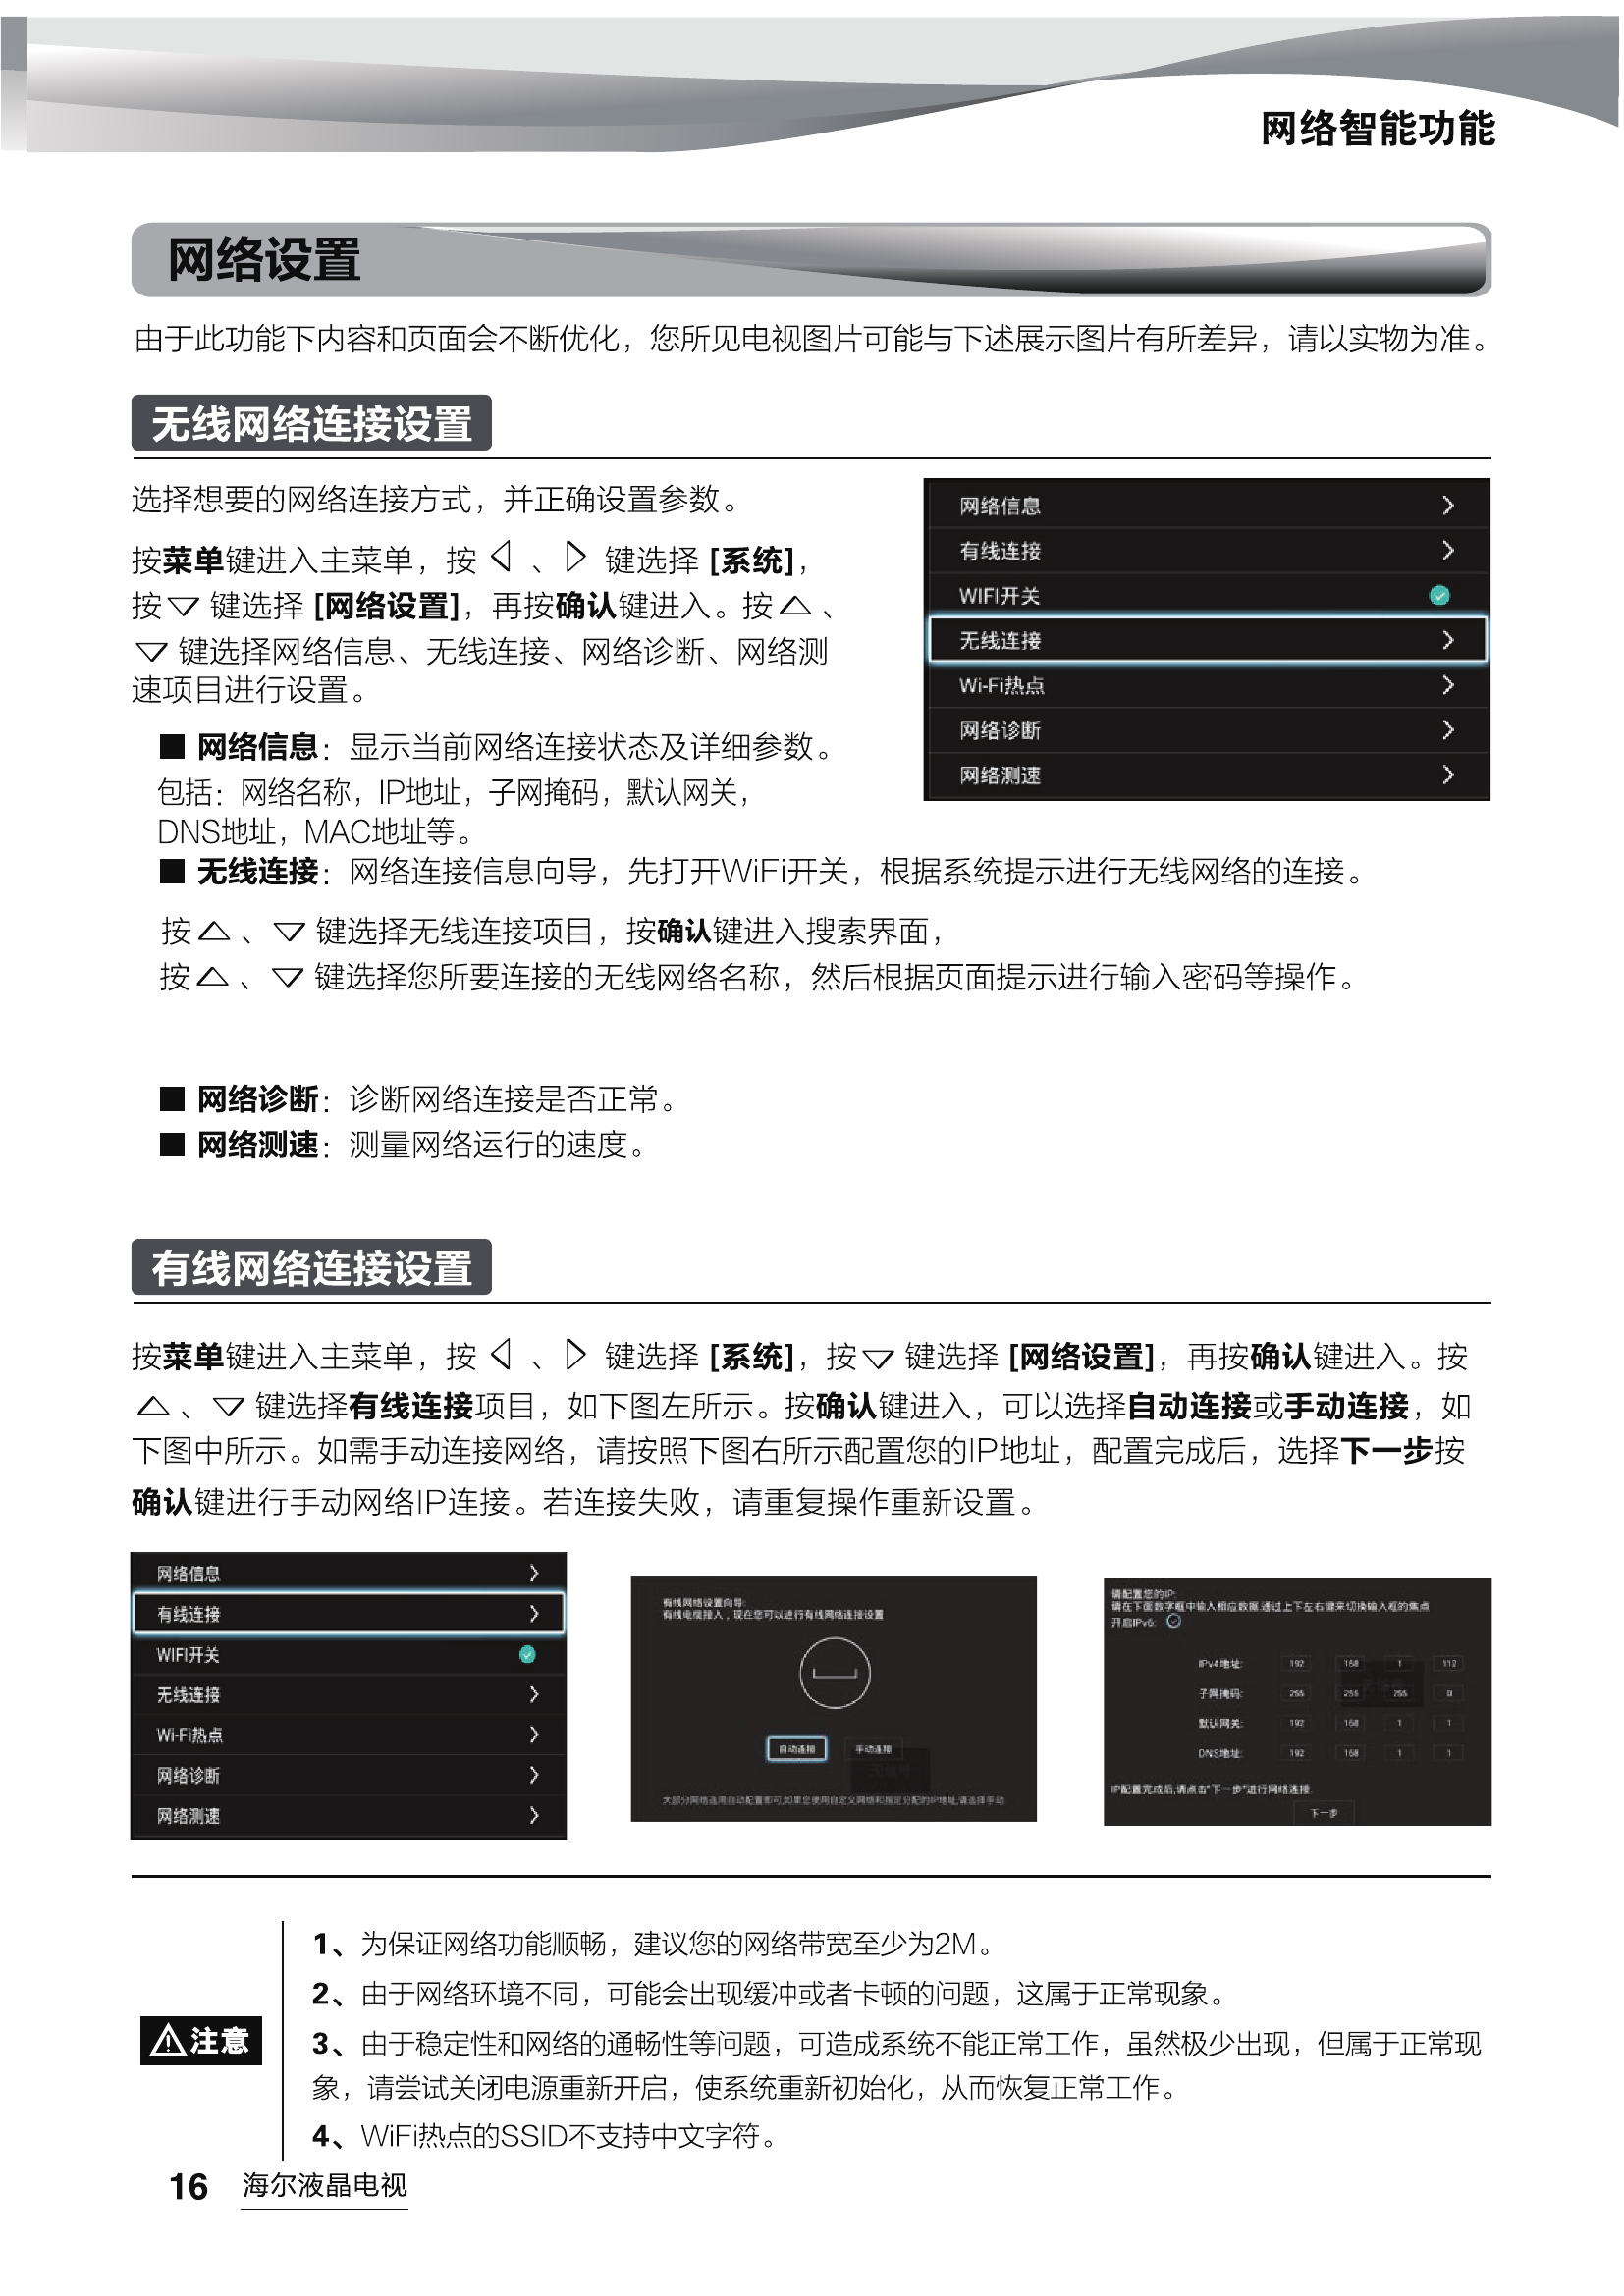 网络智能功能
网络设置
由于此功能下内容和页面会不断优化，您所见电视图片可能与下述展示图片有所差异，请以实物为准。
无线网络连接设置
选择想要的网络连接方式，并正确设置参数。
按菜单键进入主菜单，按 ◁ 、▷ 键选择 [系统]，
按▽ 键选择 [网络设置]，再按确认键进入。按△ 、
▽ 键选择网络信息、无线连接、网络诊断、网络测
速项目进行设置。
■ 网络信息：显示当前网络连接状态及详细参数。
包括：网络名称，IP地址，子网掩码，默认网关，
DNS地址，MAC地址等。
网络信息
有线连接
WIFI开关
无线连接
Wi-Fi热点
网络诊断
网络测速
■ 无线连接：网络连接信息向导，先打开WiFi开关，根据系统提示进行无线网络的连接。
按△ 、▽ 键选择无线连接项目，按确认键进入搜索界面，
按△ 、▽ 键选择您所要连接的无线网络名称，然后根据页面提示进行输入密码等操作。
■ 网络诊断：诊断网络连接是否正常。
■ 网络测速：测量网络运行的速度。
有线网络连接设置
按菜单键进入主菜单，按 ◁ 、▷ 键选择 [系统]，按▽ 键选择 [网络设置]，再按确认键进入。按
△ 、▽ 键选择有线连接项目，如下图左所示。按确认键进入，可以选择自动连接或手动连接，如
下图中所示。如需手动连接网络，请按照下图右所示配置您的IP地址，配置完成后，选择下一步按
确认键进行手动网络IP连接。若连接失败，请重复操作重新设置。
网络信息
有线连接
WIFI开关
无线连接
Wi-Fi热点
网络诊断
网络测速
有线网络设置向导:
有线电缆接入，现在您可以进行有线网络连接设置
自动连接 手动连接
大部分网络适用自动配置即可,如果您使用自定义网络和指定分配的IP地址,请选择手动
请配置您的IP:
请在下面数字框中输入相应数据,通过上下左右键来切换输入框的焦点
开启IPv6:
IPv4地址: 192 168 1 112
子网掩码: 255 255 255 0
默认网关: 192 168 1 1
DNS地址: 192 168 1 1
IP配置完成后,请点击"下一步"进行网络连接.
下一步
注意
1、为保证网络功能顺畅，建议您的网络带宽至少为2M。
2、由于网络环境不同，可能会出现缓冲或者卡顿的问题，这属于正常现象。
3、由于稳定性和网络的通畅性等问题，可造成系统不能正常工作，虽然极少出现，但属于正常现
象，请尝试关闭电源重新开启，使系统重新初始化，从而恢复正常工作。
4、WiFi热点的SSID不支持中文字符。
16 海尔液晶电视